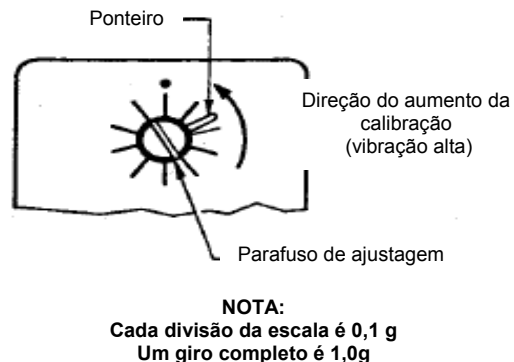 Ponteiro
Direção do aumento da
calibração
(vibração alta)
Parafuso de ajustagem
NOTA:
Cada divisão da escala é 0,1 g
Um giro completo é 1,0g